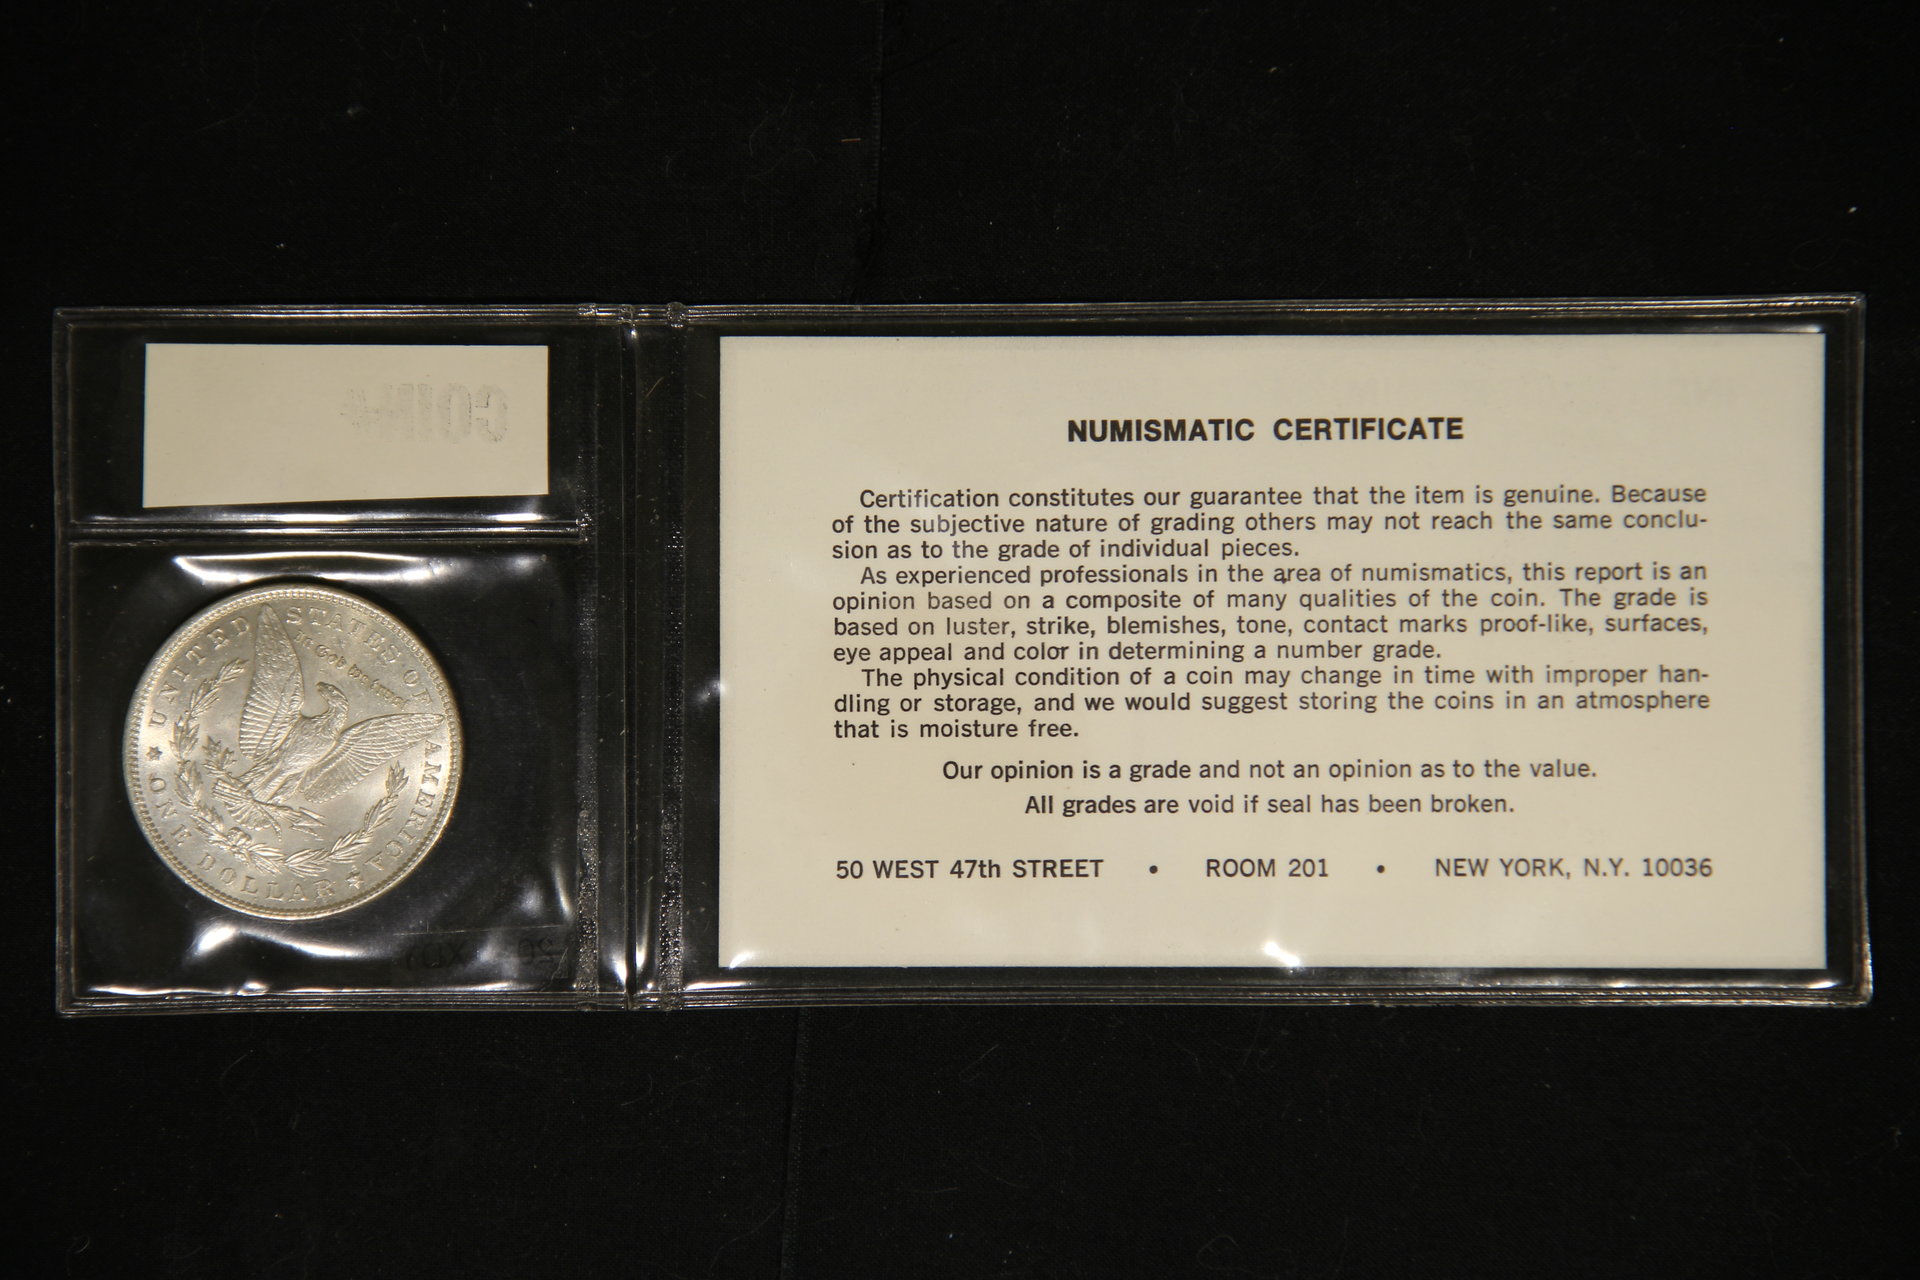 COIN#
UNITED STATES OF AMERICA
In God We Trust
ONE DOLLAR
NUMISMATIC CERTIFICATE
Certification constitutes our guarantee that the item is genuine. Because
of the subjective nature of grading others may not reach the same conclu-
sion as to the grade of individual pieces.
As experienced professionals in the area of numismatics, this report is an
opinion based on a composite of many qualities of the coin. The grade is
based on luster, strike, blemishes, tone, contact marks proof-like, surfaces,
eye appeal and color in determining a number grade.
The physical condition of a coin may change in time with improper han-
dling or storage, and we would suggest storing the coins in an atmosphere
that is moisture free.
Our opinion is a grade and not an opinion as to the value.
All grades are void if seal has been broken.
50 WEST 47th STREET • ROOM 201 • NEW YORK, N.Y. 10036